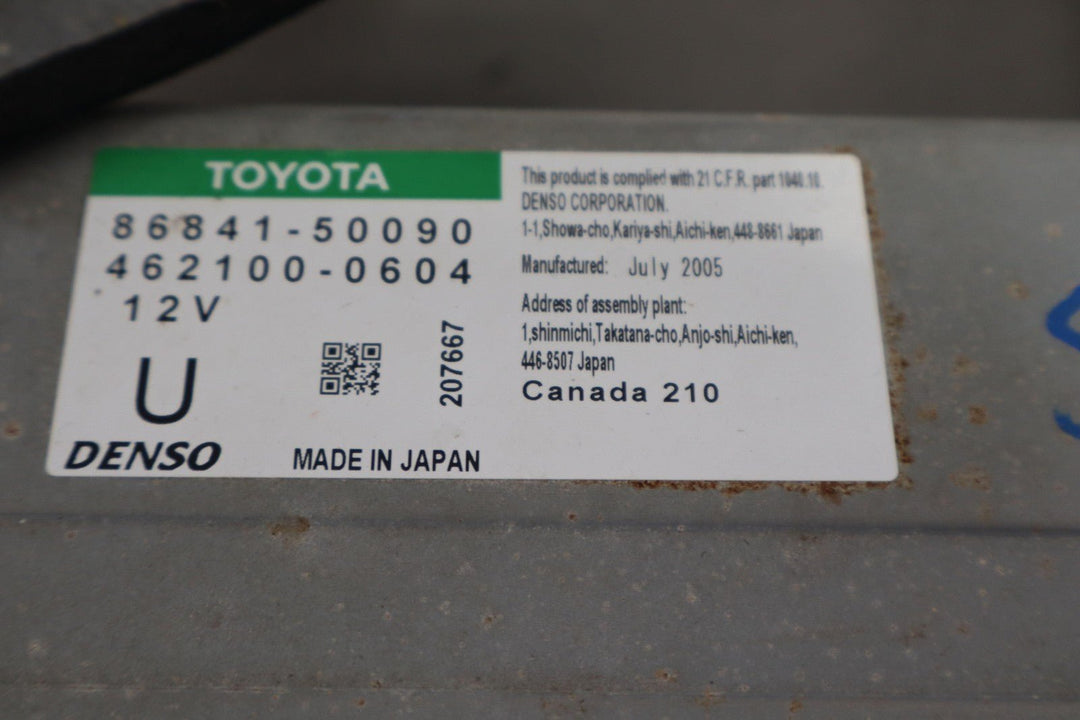 TOYOTA
86841-50090
462100-0604
12V
U
207667
DENSO
MADE IN JAPAN
This product is complied with 21 C.F.R. part 1040.10.
DENSO CORPORATION.
1-1,Showa-cho,Kariya-shi,Aichi-ken,448-8661 Japan
Manufactured: July 2005
Address of assembly plant:
1,shinmichi,Takatana-cho,Anjo-shi,Aichi-ken,
446-8507 Japan
Canada 210